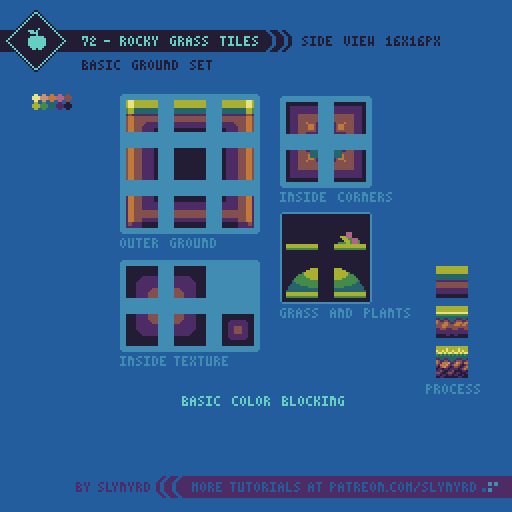 72 - ROCKY GRASS TILES SIDE VIEW 16X16PX
BASIC GROUND SET
INSIDE CORNERS
OUTER GROUND
GRASS AND PLANTS
INSIDE TEXTURE
PROCESS
BASIC COLOR BLOCKING
BY SLYNYRD MORE TUTORIALS AT PATREON.COM/SLYNYRD